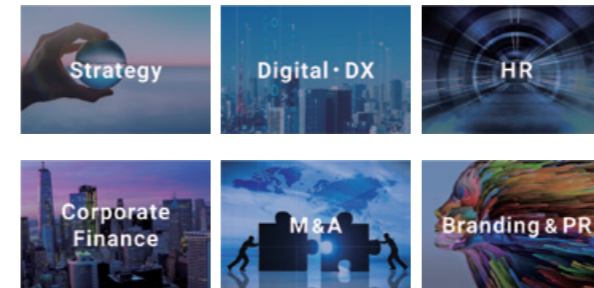 Strategy
Digital・DX
HR
Corporate
Finance
M&A
Branding & PR